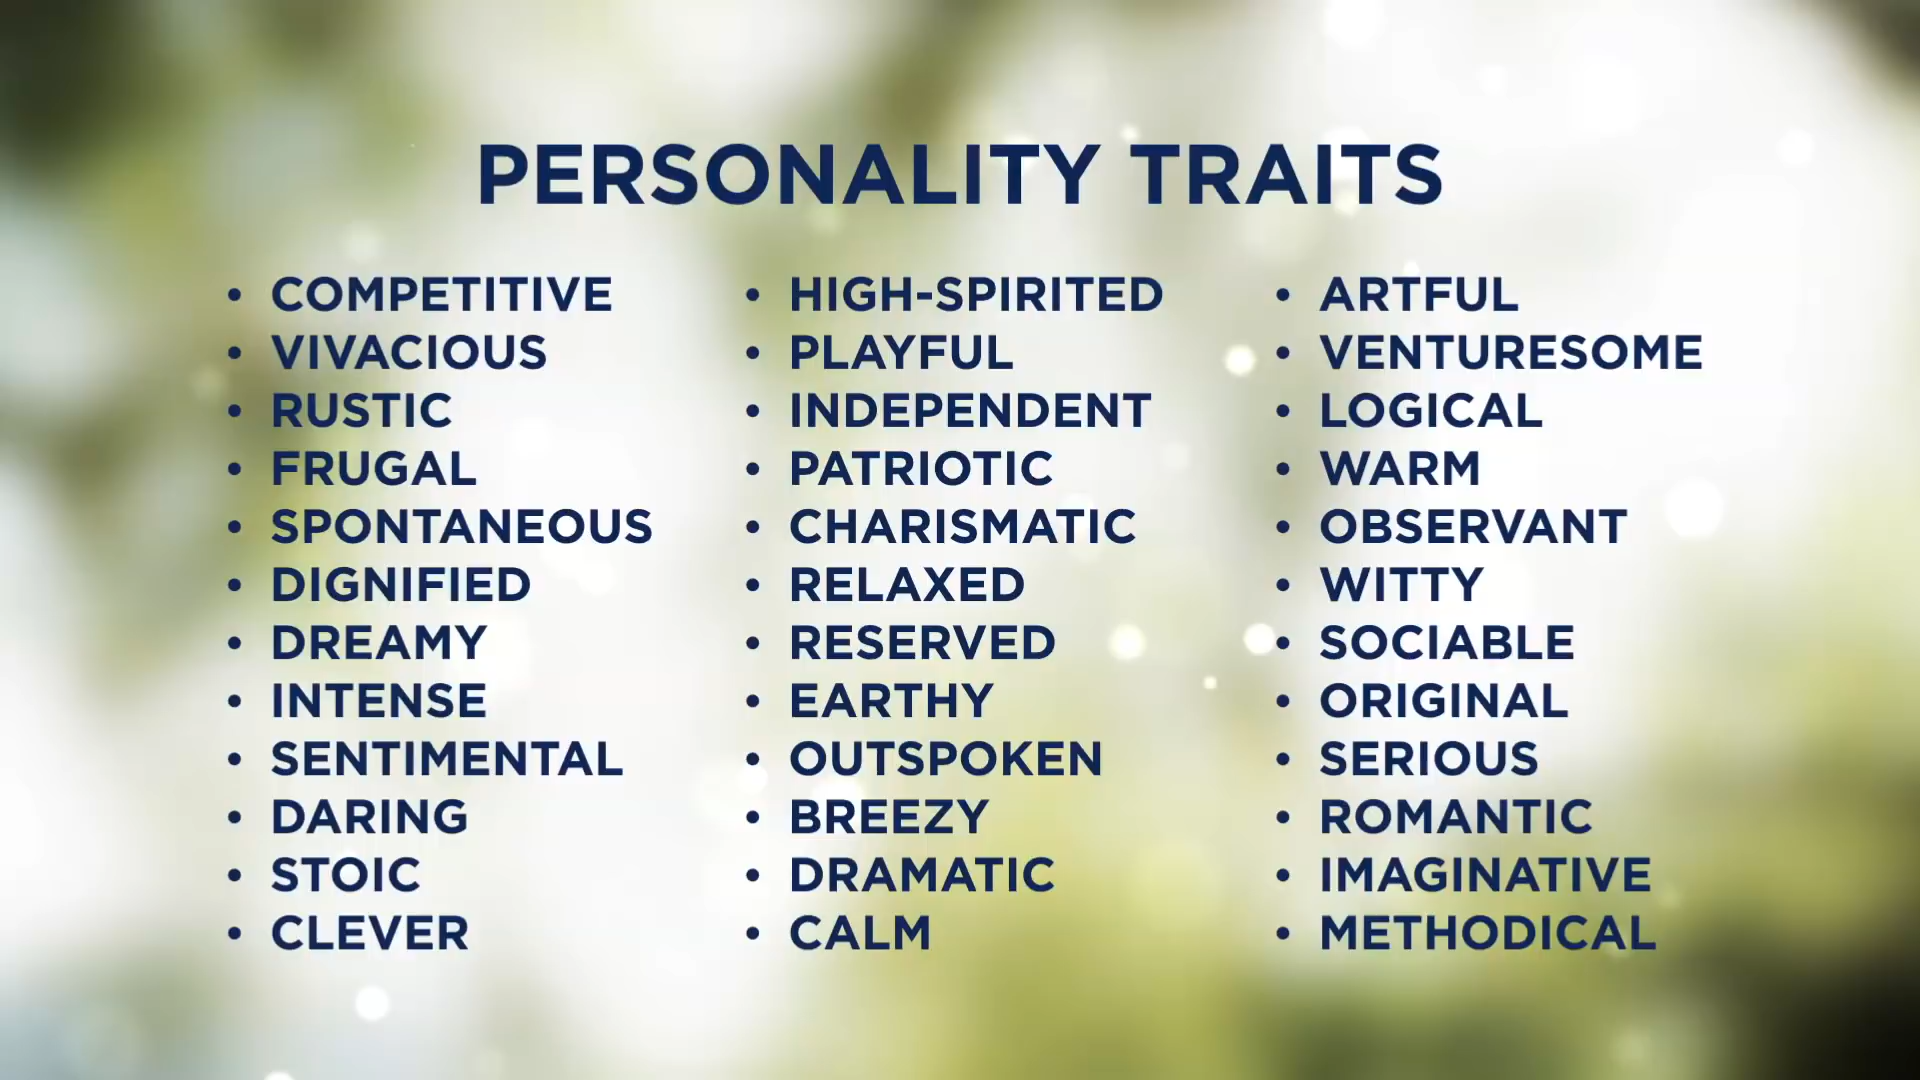 PERSONALITY TRAITS
• COMPETITIVE
• VIVACIOUS
• RUSTIC
• FRUGAL
• SPONTANEOUS
• DIGNIFIED
• DREAMY
• INTENSE
• SENTIMENTAL
• DARING
• STOIC
• CLEVER
• HIGH-SPIRITED
• PLAYFUL
• INDEPENDENT
• PATRIOTIC
• CHARISMATIC
• RELAXED
• RESERVED
• EARTHY
• OUTSPOKEN
• BREEZY
• DRAMATIC
• CALM
• ARTFUL
• VENTURESOME
• LOGICAL
• WARM
• OBSERVANT
• WITTY
• SOCIABLE
• ORIGINAL
• SERIOUS
• ROMANTIC
• IMAGINATIVE
• METHODICAL